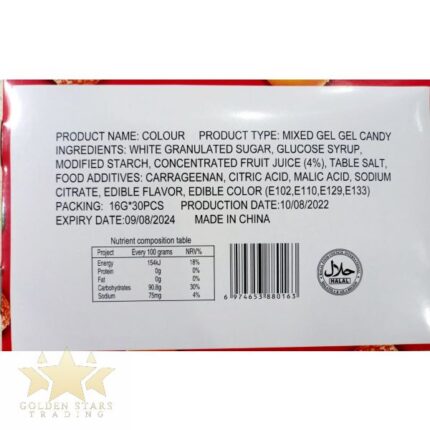 PRODUCT NAME: COLOUR PRODUCT TYPE: MIXED GEL GEL CANDY
INGREDIENTS: WHITE GRANULATED SUGAR, GLUCOSE SYRUP,
MODIFIED STARCH, CONCENTRATED FRUIT JUICE (4%), TABLE SALT,
FOOD ADDITIVES: CARRAGEENAN, CITRIC ACID, MALIC ACID, SODIUM
CITRATE, EDIBLE FLAVOR, EDIBLE COLOR (E102,E110,E129,E133)
PACKING: 16G*30PCS PRODUCTION DATE:10/08/2022
EXPIRY DATE:09/08/2024 MADE IN CHINA
Nutrient composition table
Project Every 100 grams NRV%
Energy 154kJ 18%
Protein 0g 0%
Fat 0g 0%
Carbohydrates 90.8g 30%
Sodium 75mg 4%
6 974653 880163
حلال
HALAL
GOLDEN STARS
TRADING